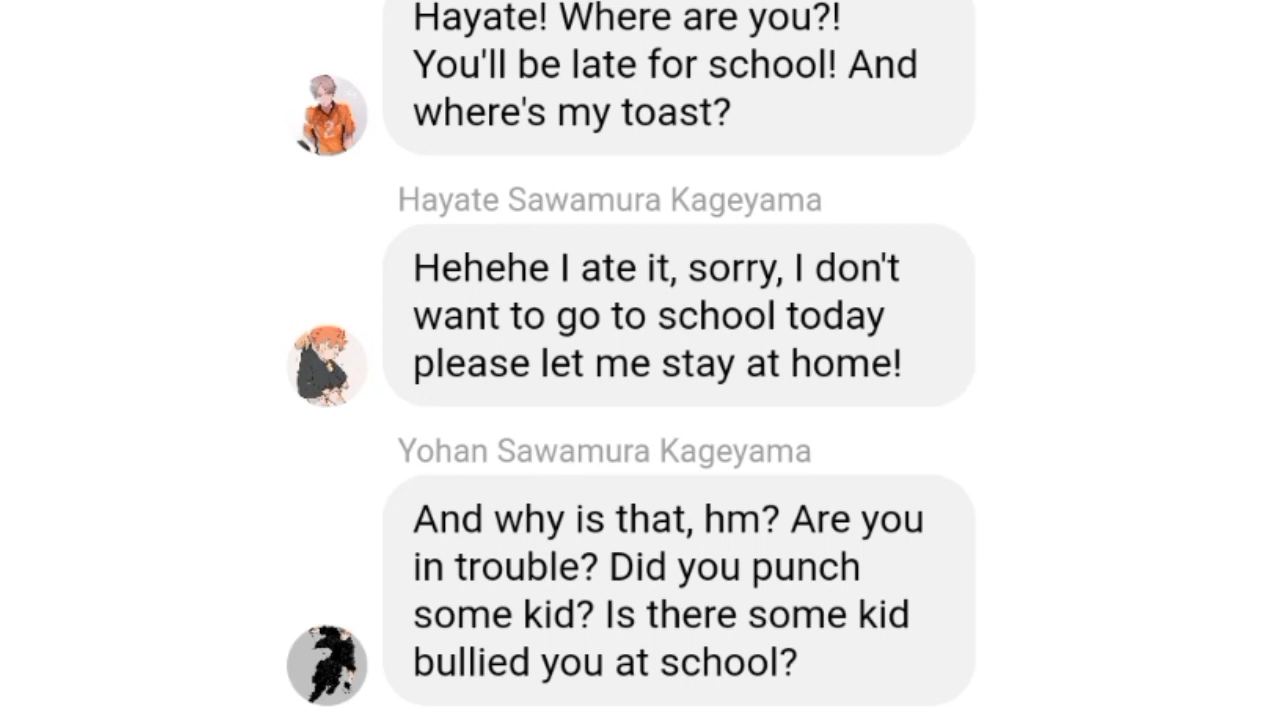 Hayate! Where are you?!
You'll be late for school! And
where's my toast?
Hayate Sawamura Kageyama
Hehehe I ate it, sorry, I don't
want to go to school today
please let me stay at home!
Yohan Sawamura Kageyama
And why is that, hm? Are you
in trouble? Did you punch
some kid? Is there some kid
bullied you at school?